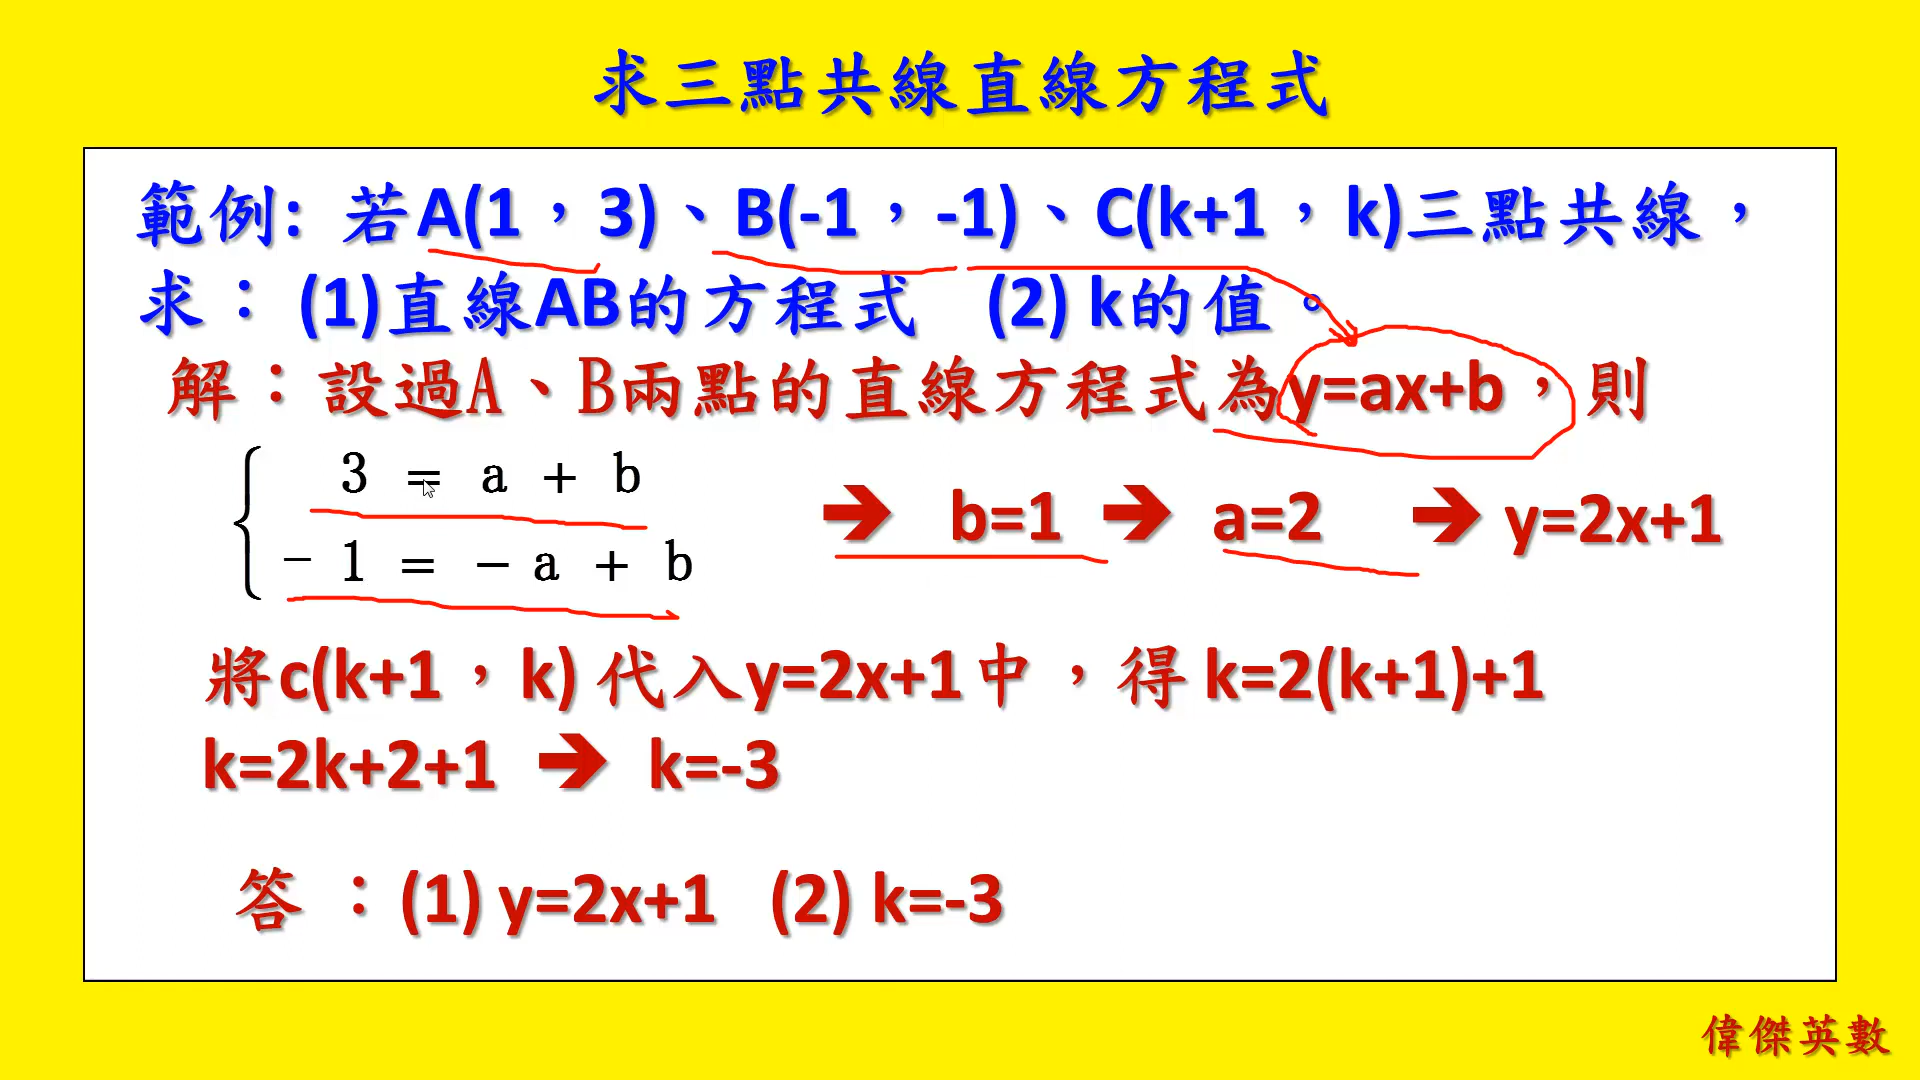 求三點共線直線方程式
範例: 若A(1，3)、B(-1，-1)、C(k+1，k)三點共線，
求：(1)直線AB的方程式 (2) k的值。
解：設過A、B兩點的直線方程式為y=ax+b，則
3 = a + b
- 1 = - a + b
➔ b=1 ➔ a=2 ➔ y=2x+1
將c(k+1，k) 代入y=2x+1中，得 k=2(k+1)+1
k=2k+2+1 ➔ k=-3
答：(1) y=2x+1 (2) k=-3
偉傑英數